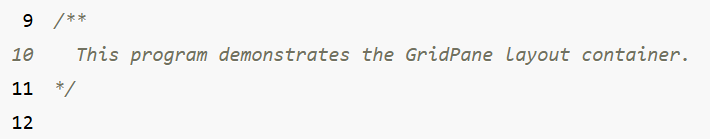 9 /**
10 This program demonstrates the GridPane layout container.
11 */
12